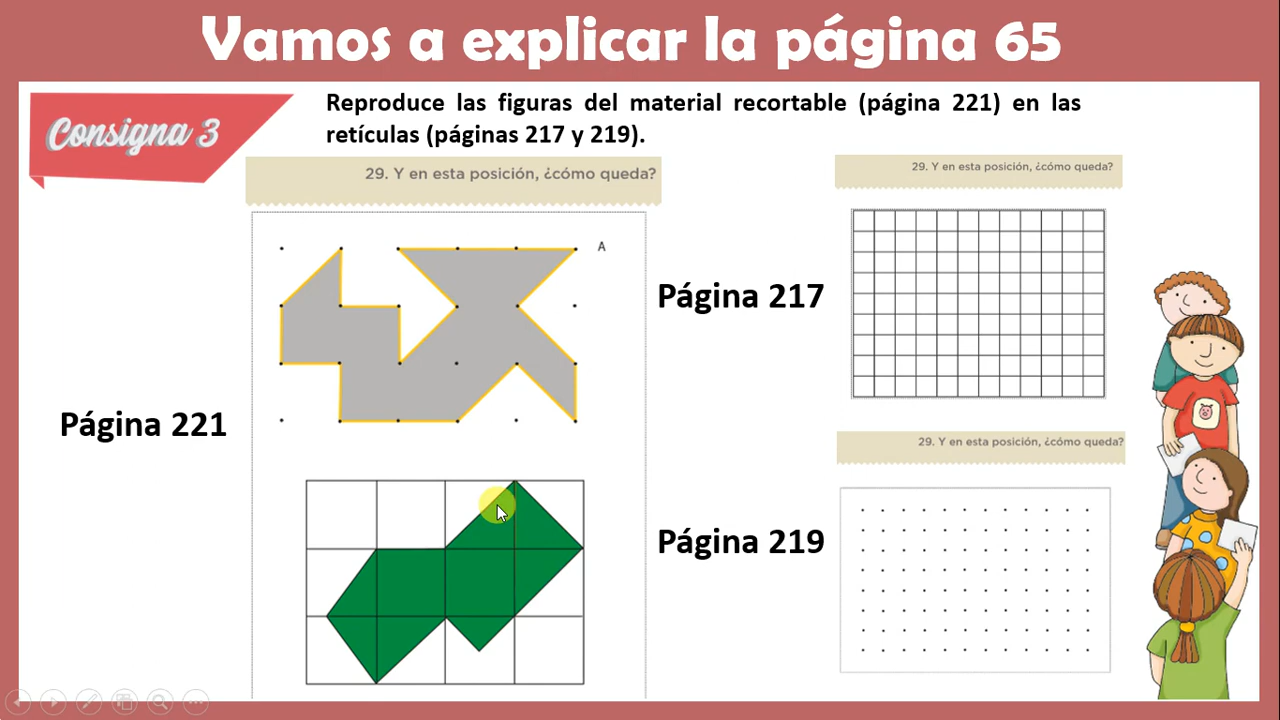 Vamos a explicar la página 65
Consigna 3
Reproduce las figuras del material recortable (página 221) en las
retículas (páginas 217 y 219).
29. Y en esta posición, ¿cómo queda?
A
Página 221
29. Y en esta posición, ¿cómo queda?
Página 217
29. Y en esta posición, ¿cómo queda?
Página 219